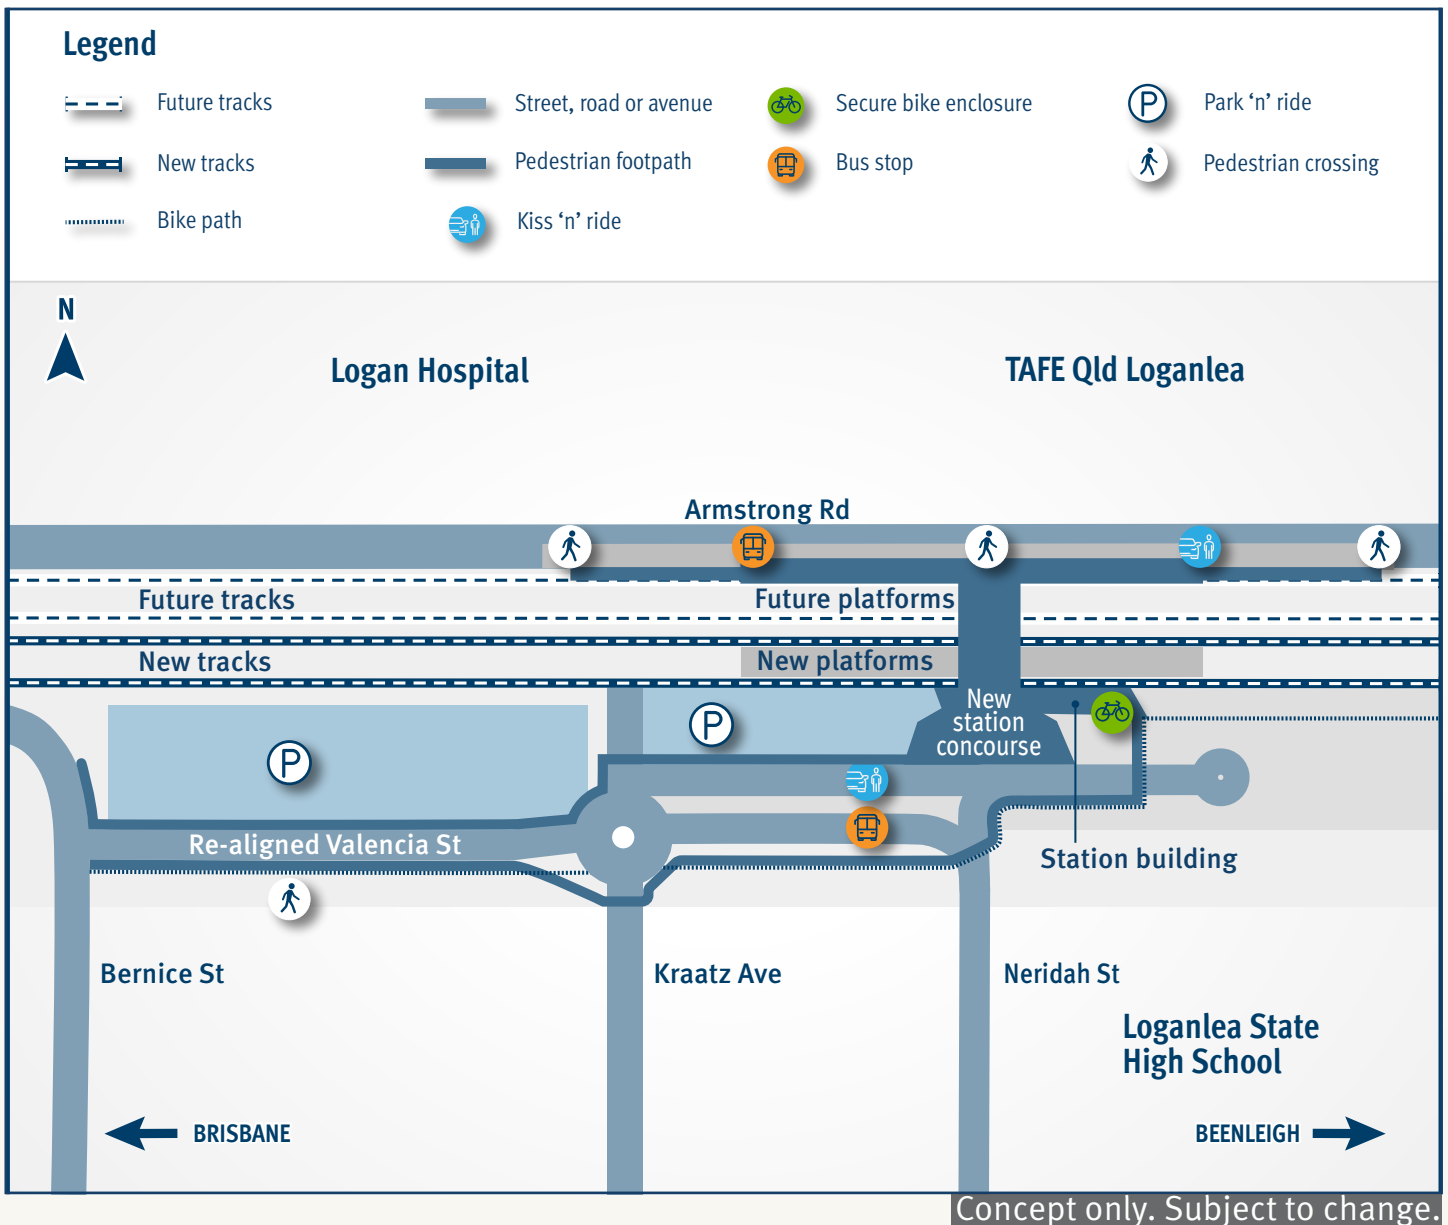 Legend
Future tracks
Street, road or avenue
Secure bike enclosure
P
Park ‘n’ ride
New tracks
Pedestrian footpath
Bus stop
Pedestrian crossing
Bike path
Kiss ‘n’ ride
N
Logan Hospital
TAFE Qld Loganlea
Armstrong Rd
Future tracks
Future platforms
New tracks
New platforms
P
P
New
station
concourse
Re-aligned Valencia St
Station building
Bernice St
Kraatz Ave
Neridah St
Loganlea State
High School
BRISBANE
BEENLEIGH
Concept only. Subject to change.